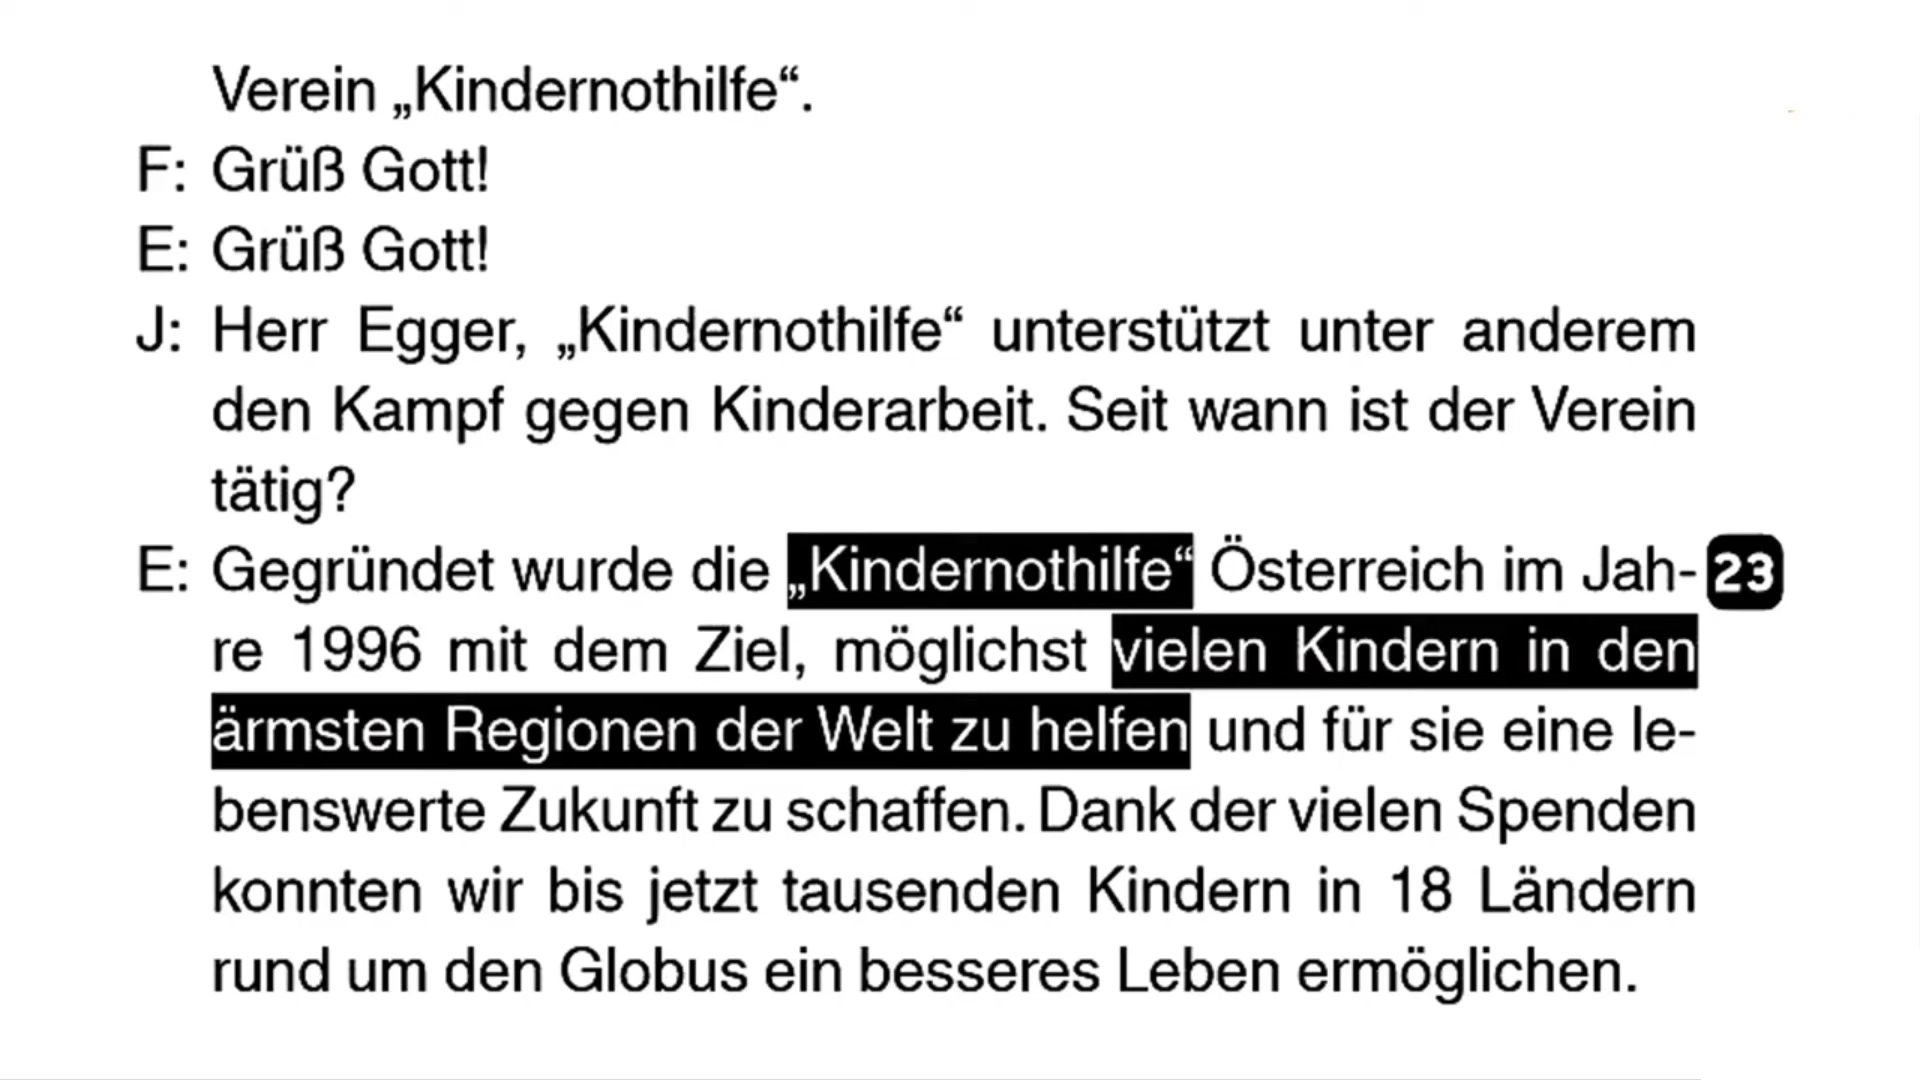 Verein „Kindernothilfe“.
F: Grüß Gott!
E: Grüß Gott!
J: Herr Egger, „Kindernothilfe“ unterstützt unter anderem
den Kampf gegen Kinderarbeit. Seit wann ist der Verein
tätig?
E: Gegründet wurde die „Kindernothilfe“ Österreich im Jah- 23
re 1996 mit dem Ziel, möglichst vielen Kindern in den
ärmsten Regionen der Welt zu helfen und für sie eine le-
benswerte Zukunft zu schaffen. Dank der vielen Spenden
konnten wir bis jetzt tausenden Kindern in 18 Ländern
rund um den Globus ein besseres Leben ermöglichen.